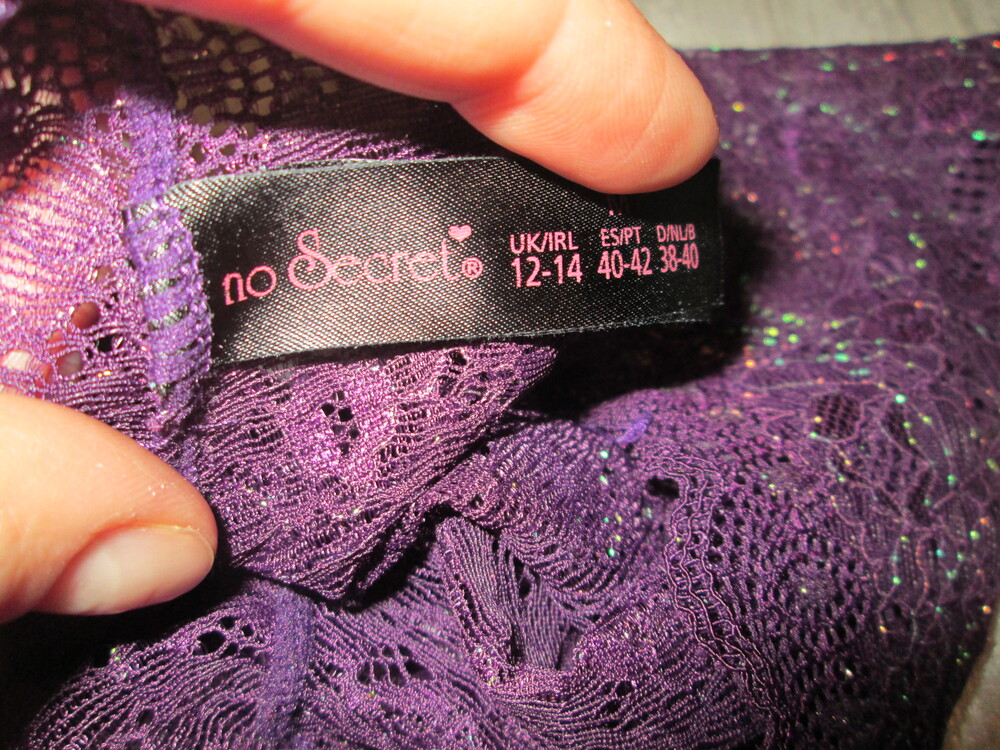 no Secret®
UK/IRL ES/PT D/NL/B
12-14 40-42 38-40